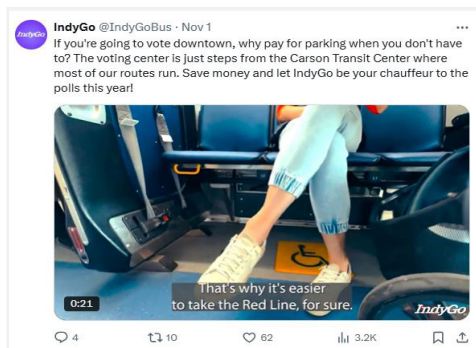 IndyGo
IndyGo @IndyGoBus · Nov 1
If you're going to vote downtown, why pay for parking when you don't have
to? The voting center is just steps from the Carson Transit Center where
most of our routes run. Save money and let IndyGo be your chauffeur to the
polls this year!
That's why it's easier
to take the Red Line, for sure.
0:21
IndyGo
4 10 62 3.2K